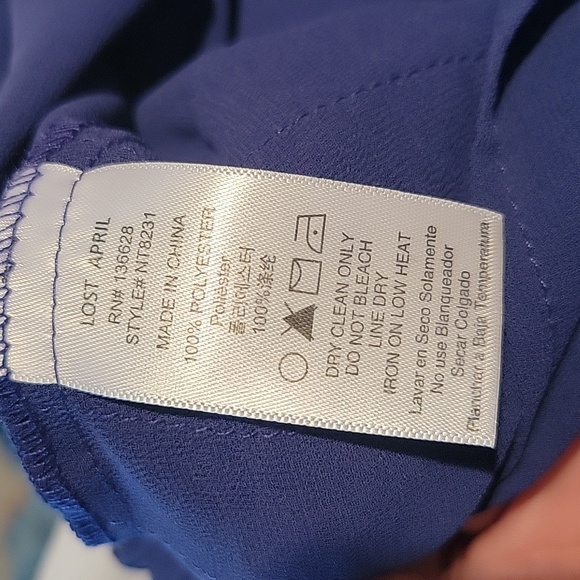 LOST APRIL
RN# 136628
STYLE# NT8231
MADE IN CHINA
100% POLYESTER
Poliester
폴리에스터
100%涤纶
DRY CLEAN ONLY
DO NOT BLEACH
LINE DRY
IRON ON LOW HEAT
Lavar en Seco Solamente
No use Blanqueador
Secar Colgado
Planchar a Baja Temperatura